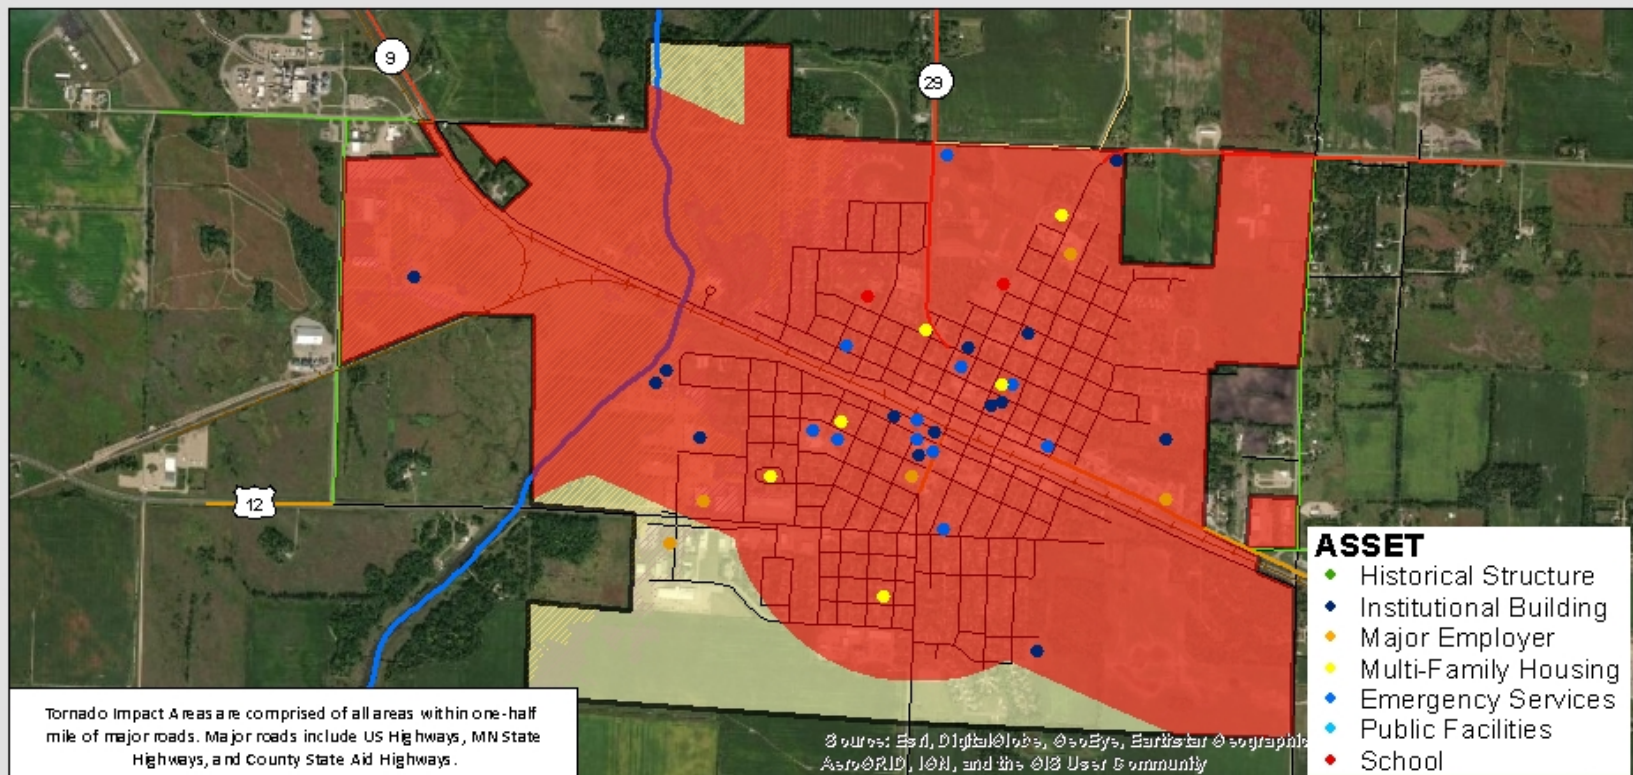 9
29
12
ASSET
Historical Structure
Institutional Building
Major Employer
Multi-Family Housing
Emergency Services
Public Facilities
School
Tornado Impact Areas are comprised of all areas within one-half
mile of major roads. Major roads include US Highways, MN State
Highways, and County State Aid Highways.
Source: Esri, DigitalGlobe, GeoEye, Earthstar Geographic
AeroGRID, IGN, and the GIS User Community